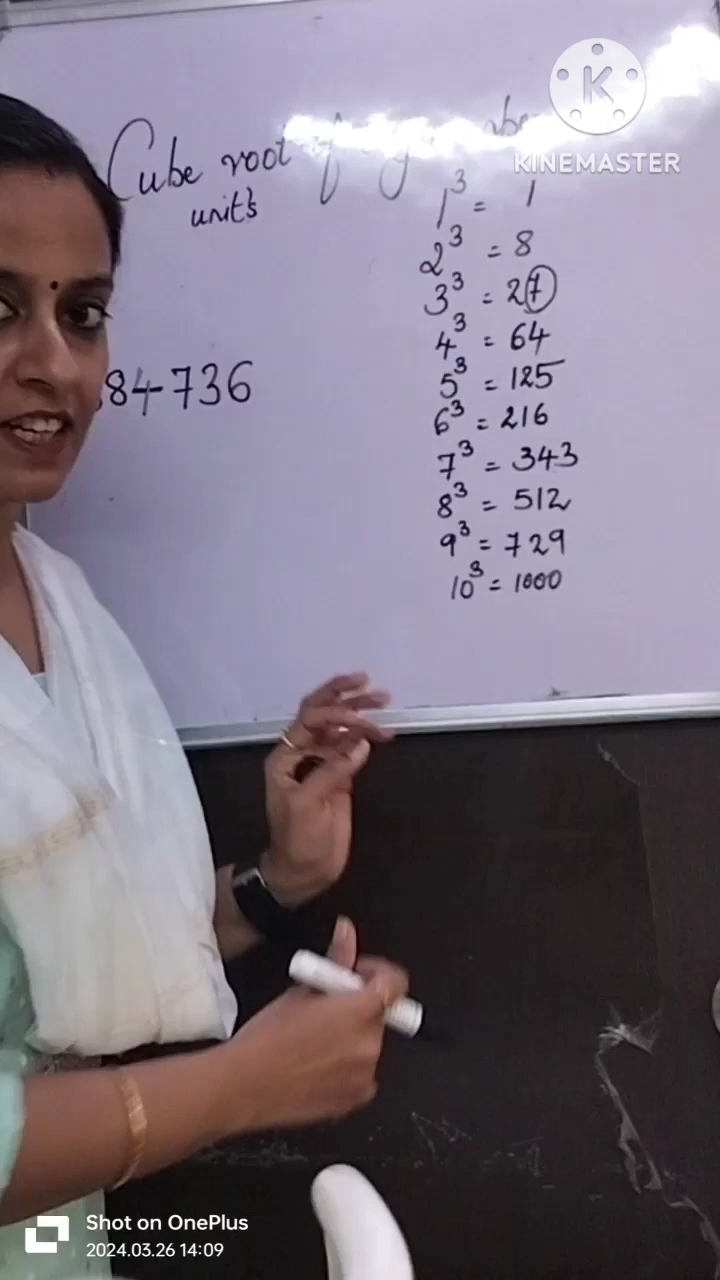 KINEMASTER
Cube root of
unit's
1³ = 1
2³ = 8
3³ = 27
84736
4³ = 64
5³ = 125
6³ = 216
7³ = 343
8³ = 512
9³ = 729
10³ = 1000
Shot on OnePlus
2024.03.26 14:09